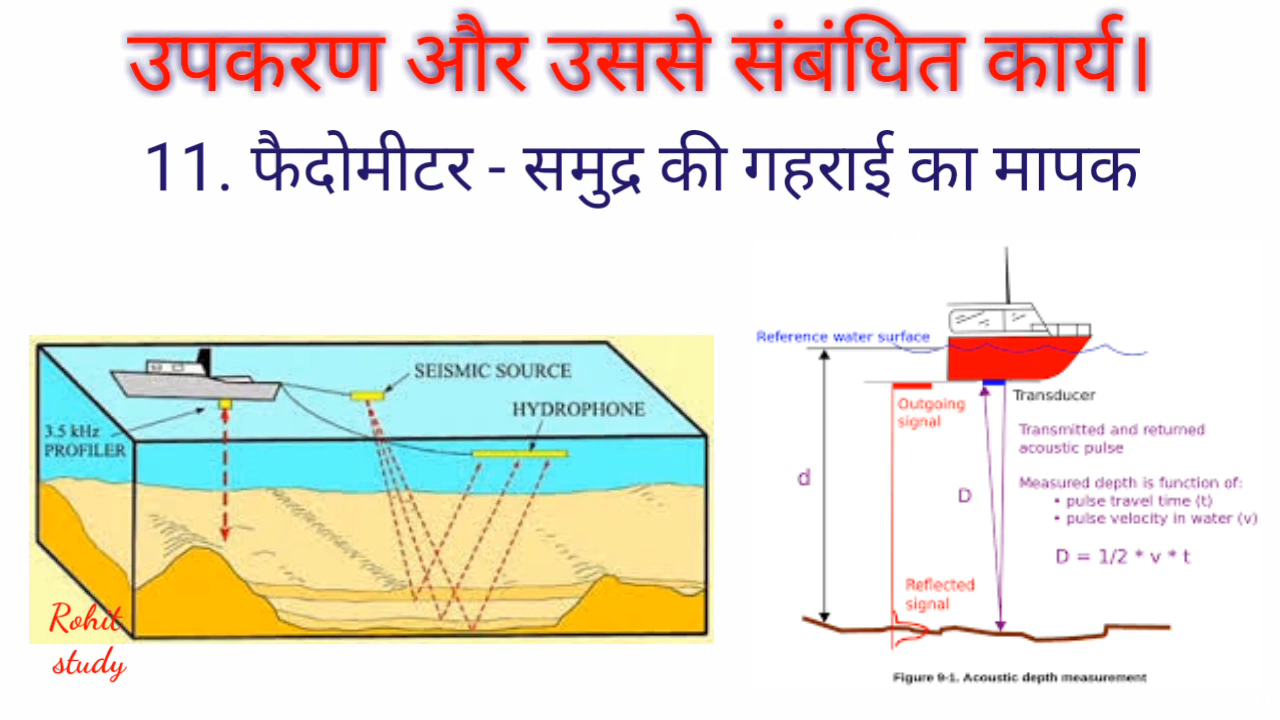 उपकरण और उससे संबंधित कार्य।
11. फैदोमीटर - समुद्र की गहराई का मापक
SEISMIC SOURCE
HYDROPHONE
3.5 kHz
PROFILER
Rohit
study
Reference water surface
Outgoing
signal
Transducer
Transmitted and returned
acoustic pulse
d
D
Measured depth is function of:
• pulse travel time (t)
• pulse velocity in water (v)
D = 1/2 * v * t
Reflected
signal
Figure 9-1. Acoustic depth measurement